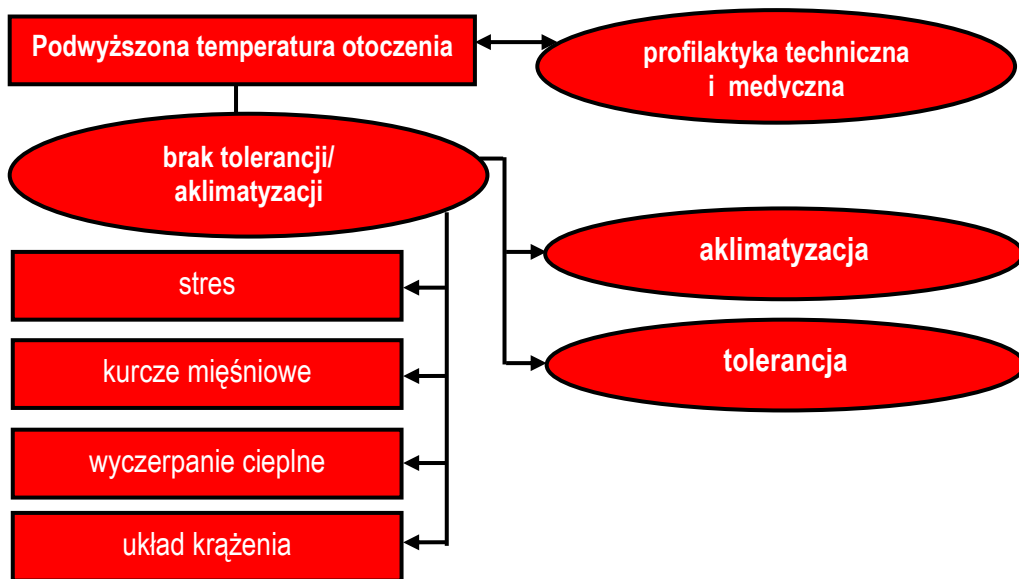 Podwyższona temperatura otoczenia
profilaktyka techniczna
i medyczna
brak tolerancji/
aklimatyzacji
aklimatyzacja
stres
tolerancja
kurcze mięśniowe
wyczerpanie cieplne
układ krążenia